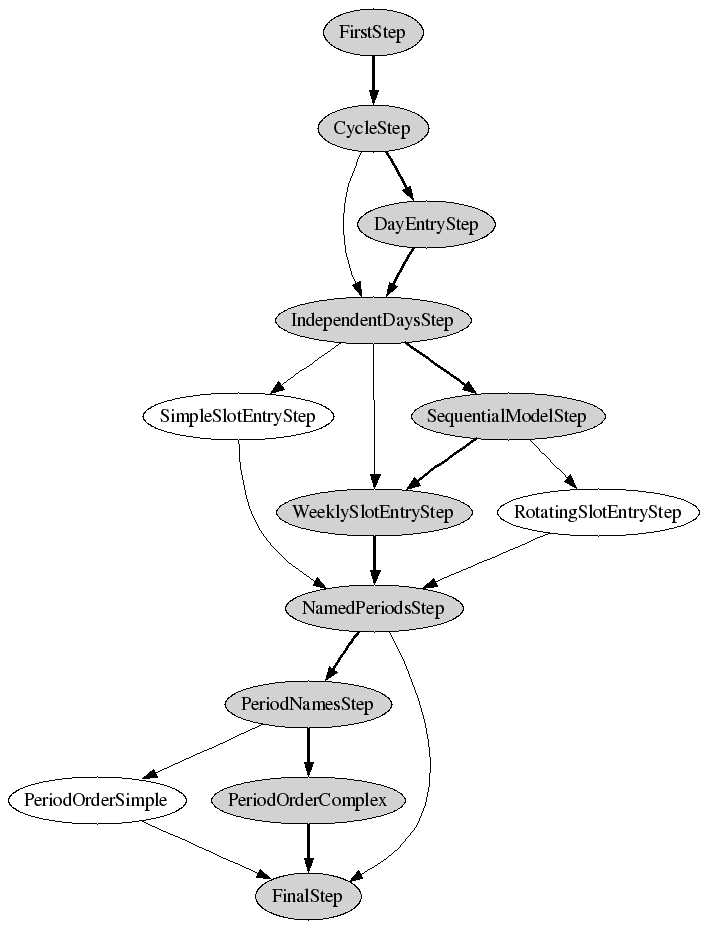 FirstStep
CycleStep
DayEntryStep
IndependentDaysStep
SimpleSlotEntryStep
SequentialModelStep
WeeklySlotEntryStep
RotatingSlotEntryStep
NamedPeriodsStep
PeriodNamesStep
PeriodOrderSimple
PeriodOrderComplex
FinalStep